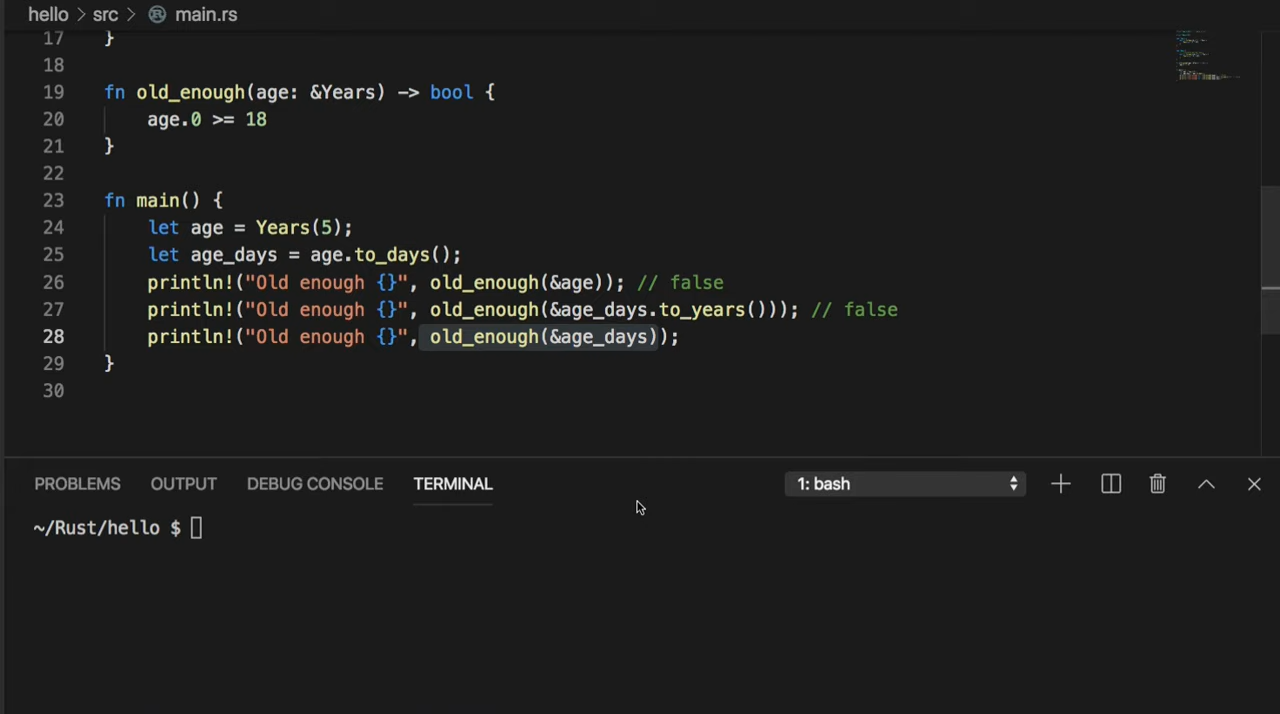 hello > src > main.rs
17 }
18
19 fn old_enough(age: &Years) -> bool {
20 age.0 >= 18
21 }
22
23 fn main() {
24 let age = Years(5);
25 let age_days = age.to_days();
26 println!("Old enough {}", old_enough(&age)); // false
27 println!("Old enough {}", old_enough(&age_days.to_years())); // false
28 println!("Old enough {}", old_enough(&age_days));
29 }
30
PROBLEMS OUTPUT DEBUG CONSOLE TERMINAL 1: bash
~/Rust/hello $